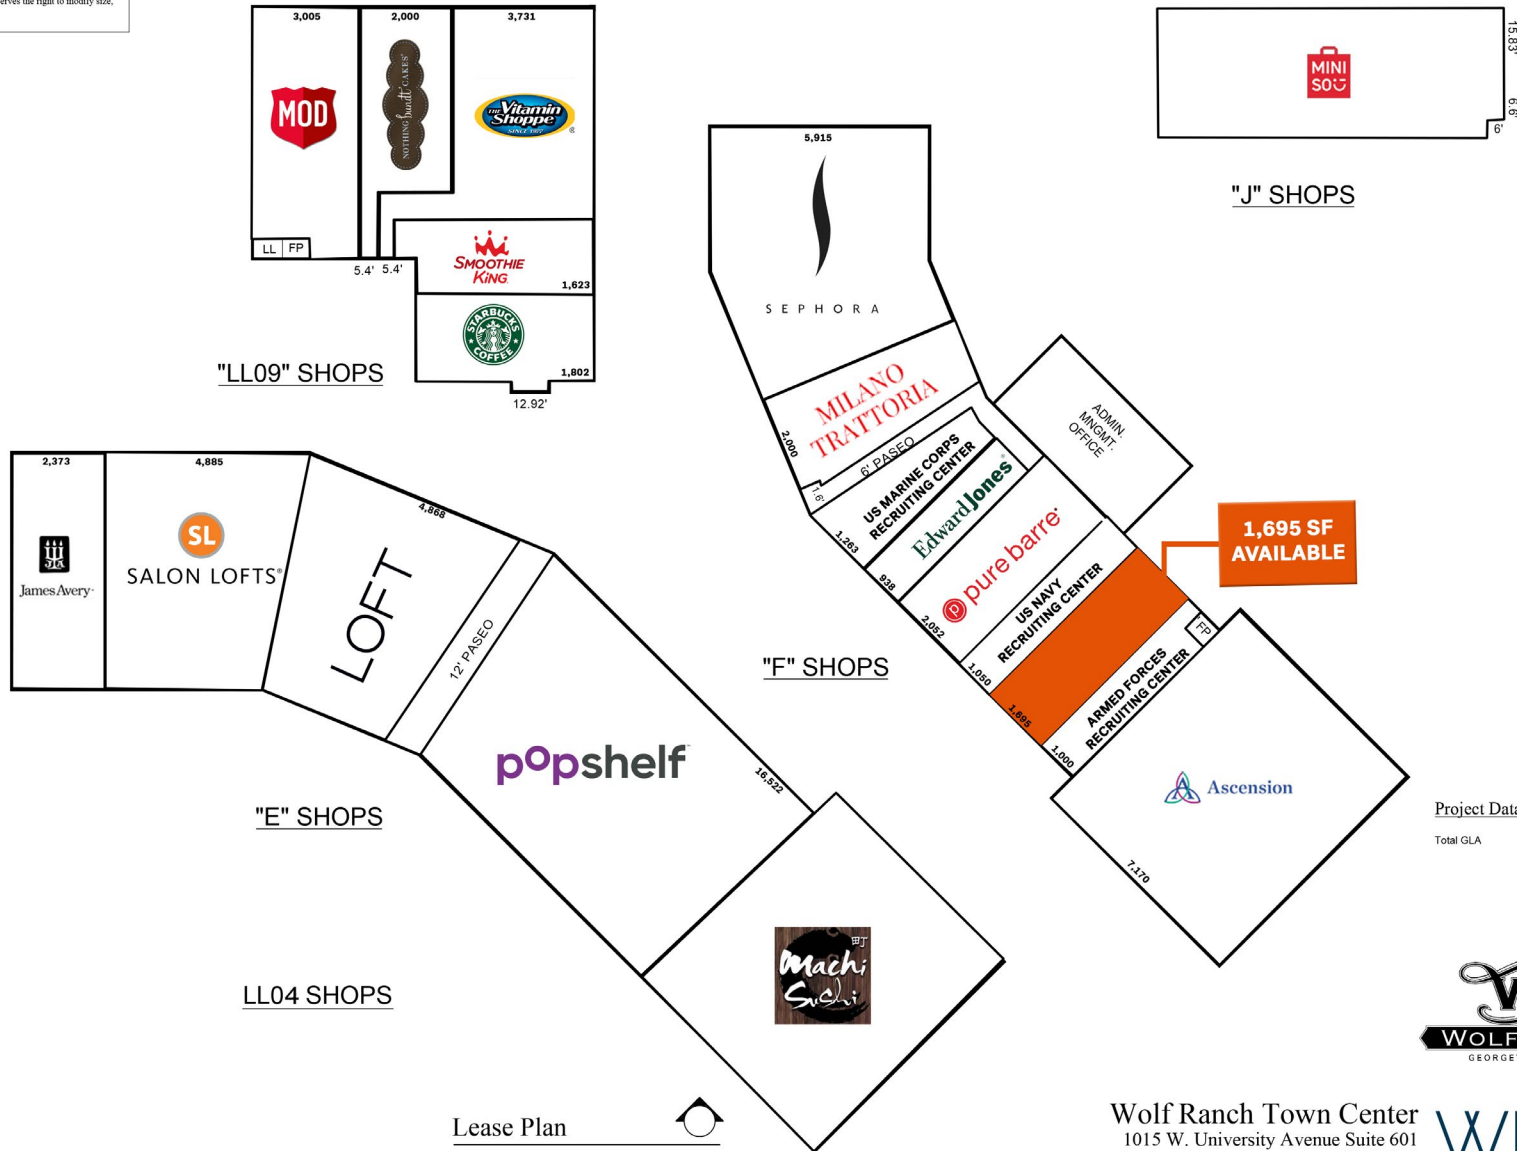 erves the right to modify size,
3,005
2,000
3,731
MOD
NOTHING bundt CAKES®
THE Vitamin
Shoppe
SINCE 1977
®
LL
FP
5.4'
5.4'
SMOOTHIE
KING
1,623
STARBUCKS
COFFEE
1,802
12.92'
"LL09" SHOPS
MINI
SO
15.83'
6.6'
6'
"J" SHOPS
5,915
SEPHORA
MILANO
TRATTORIA
2,000
6' PASEO
1.6'
US MARINE CORPS
RECRUITING CENTER
1,263
Edward Jones®
938
pure barre
2,052
US NAVY
RECRUITING CENTER
1,050
1,695
ADMIN.
MNGMT.
OFFICE
1,695 SF
AVAILABLE
FP
ARMED FORCES
RECRUITING CENTER
1,000
Ascension
7,170
"F" SHOPS
2,373
James Avery
4,885
SL
SALON LOFTS®
4,868
LOFT
12' PASEO
popshelf
16,522
"E" SHOPS
町
Machi
Sushi
LL04 SHOPS
Project Data
Total GLA
WOLF
GEORGE
Lease Plan
Wolf Ranch Town Center
1015 W. University Avenue Suite 601